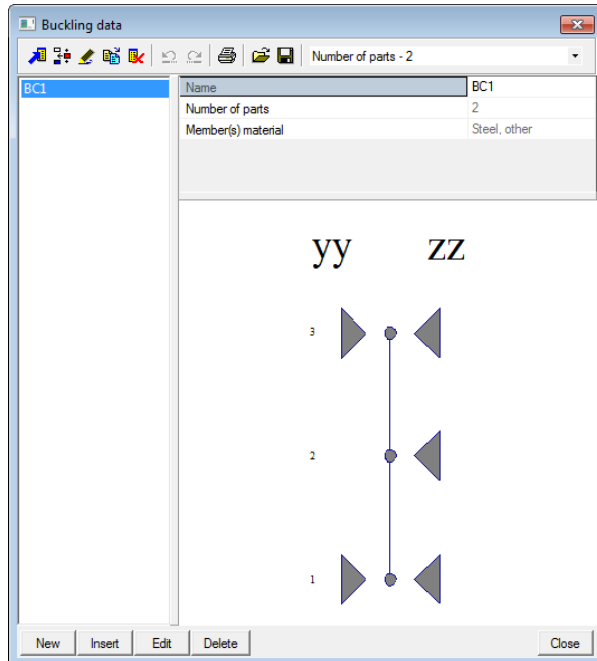 Buckling data
Number of parts - 2
BC1
Name BC1
Number of parts 2
Member(s) material Steel, other
yy zz
3
2
1
New Insert Edit Delete Close